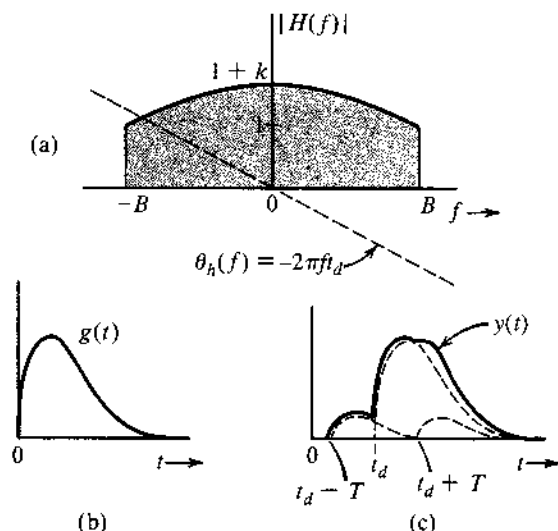 |H(f)|
1 + k
1
(a)
−B
0
B
f →
θh(f) = −2πftd
g(t)
y(t)
0
t →
0
td − T
td
td + T
t →
(b)
(c)